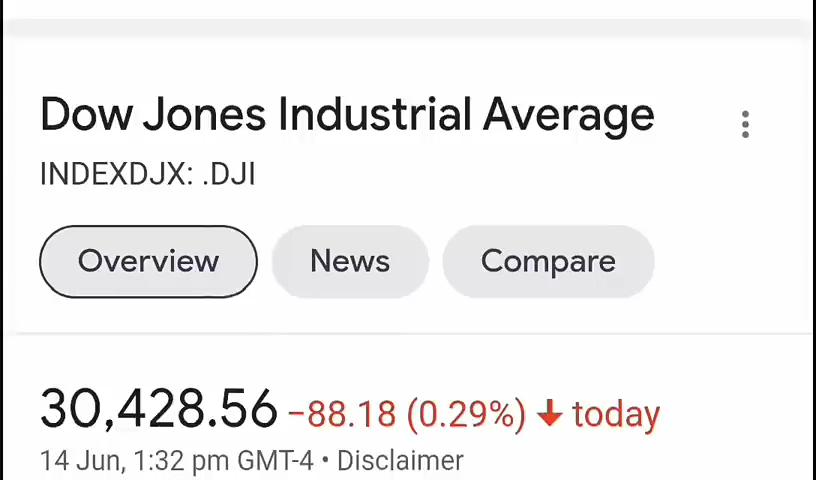 Dow Jones Industrial Average
INDEXDJX: .DJI
Overview News Compare
30,428.56 −88.18 (0.29%) ↓ today
14 Jun, 1:32 pm GMT-4 • Disclaimer